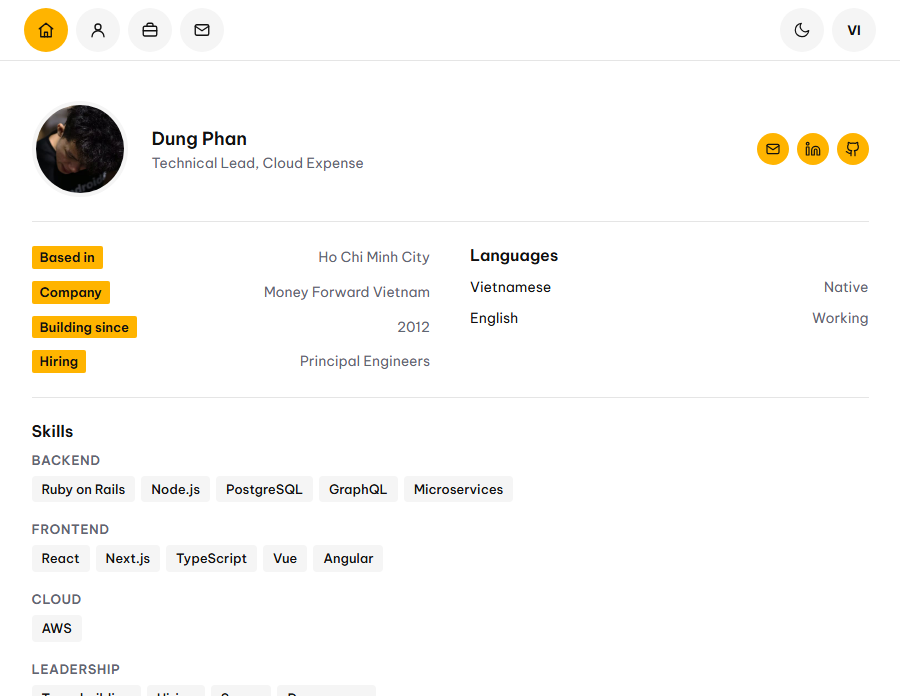 VI
Dung Phan
Technical Lead, Cloud Expense
Based in Ho Chi Minh City
Company Money Forward Vietnam
Building since 2012
Hiring Principal Engineers
Languages
Vietnamese Native
English Working
Skills
BACKEND
Ruby on Rails Node.js PostgreSQL GraphQL Microservices
FRONTEND
React Next.js TypeScript Vue Angular
CLOUD
AWS
LEADERSHIP